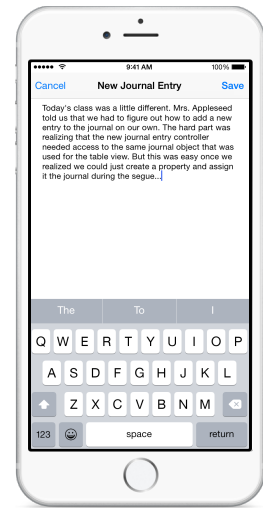 9:41 AM 100%
Cancel New Journal Entry Save
Today's class was a little different. Mrs. Appleseed
told us that we had to figure out how to add a new
entry to the journal on our own. The hard part was
realizing that the new journal entry controller
needed access to the same journal object that was
used for the table view. But this was easy once we
realized we could just create a property and assign
it the journal during the segue...
The To I
Q W E R T Y U I O P
A S D F G H J K L
Z X C V B N M
123 space return